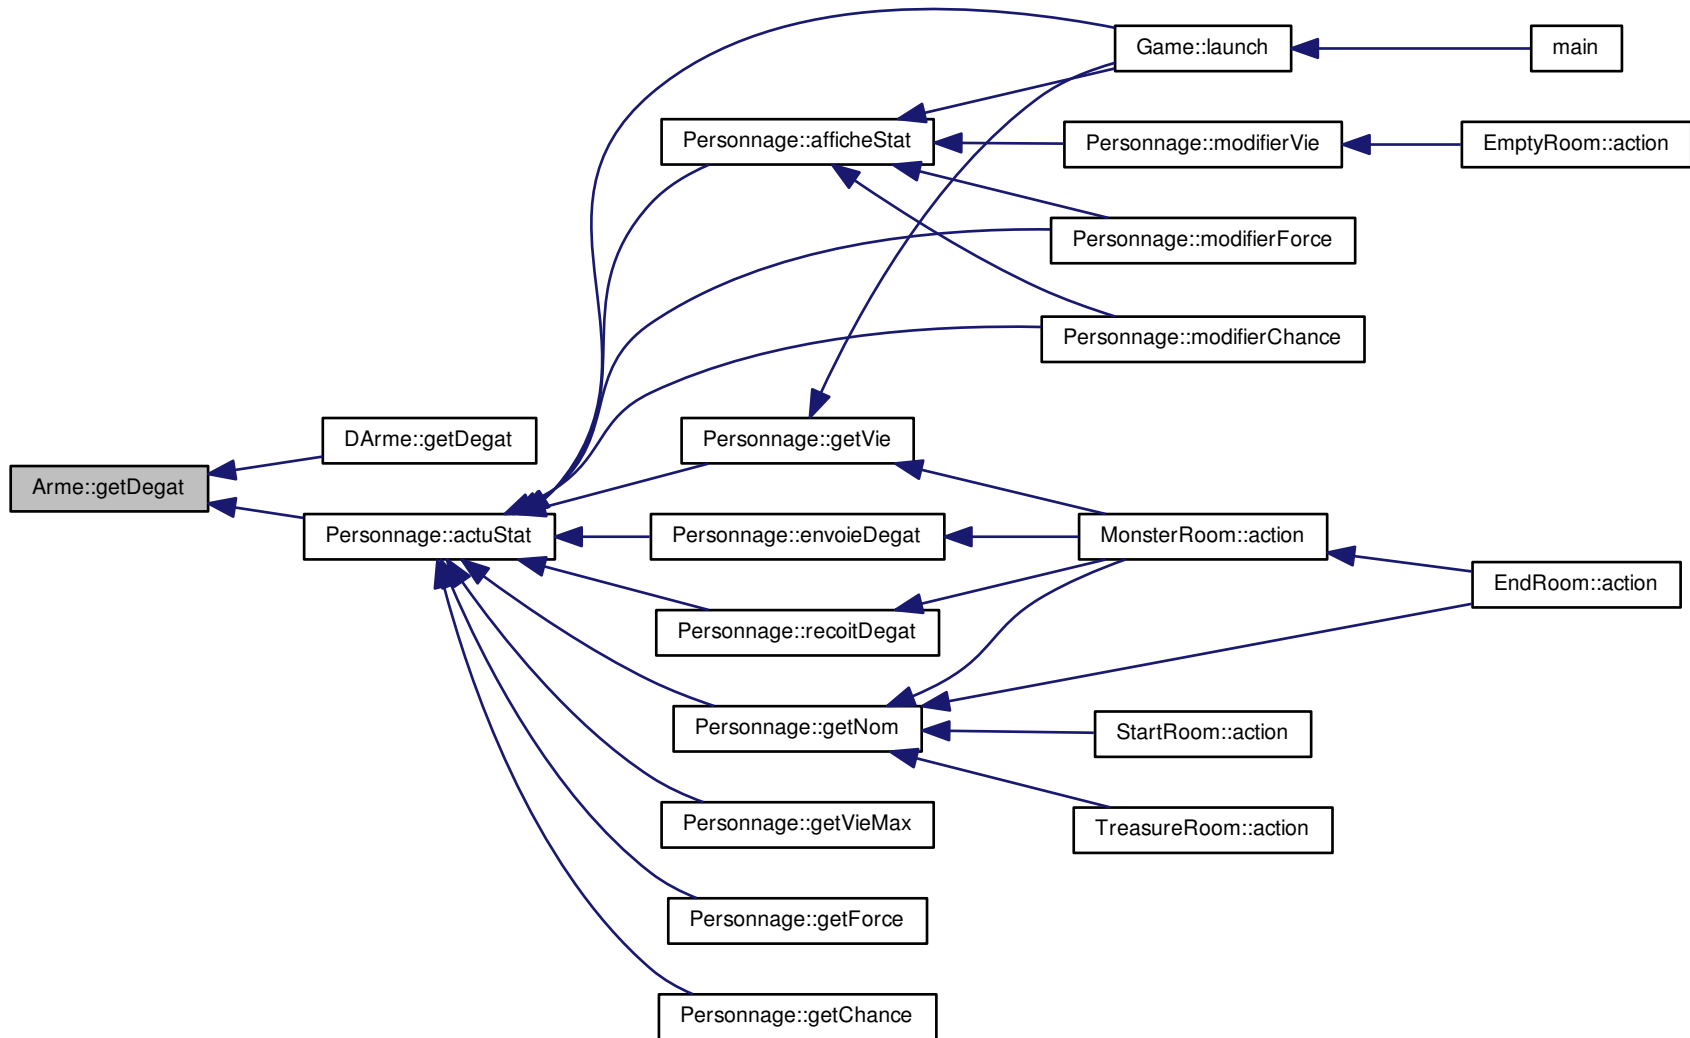 Game::launch
main
Personnage::afficheStat
Personnage::modifierVie
EmptyRoom::action
Personnage::modifierForce
Personnage::modifierChance
DArme::getDegat
Personnage::getVie
Arme::getDegat
Personnage::actuStat
Personnage::envoieDegat
MonsterRoom::action
EndRoom::action
Personnage::recoitDegat
Personnage::getNom
StartRoom::action
Personnage::getVieMax
TreasureRoom::action
Personnage::getForce
Personnage::getChance